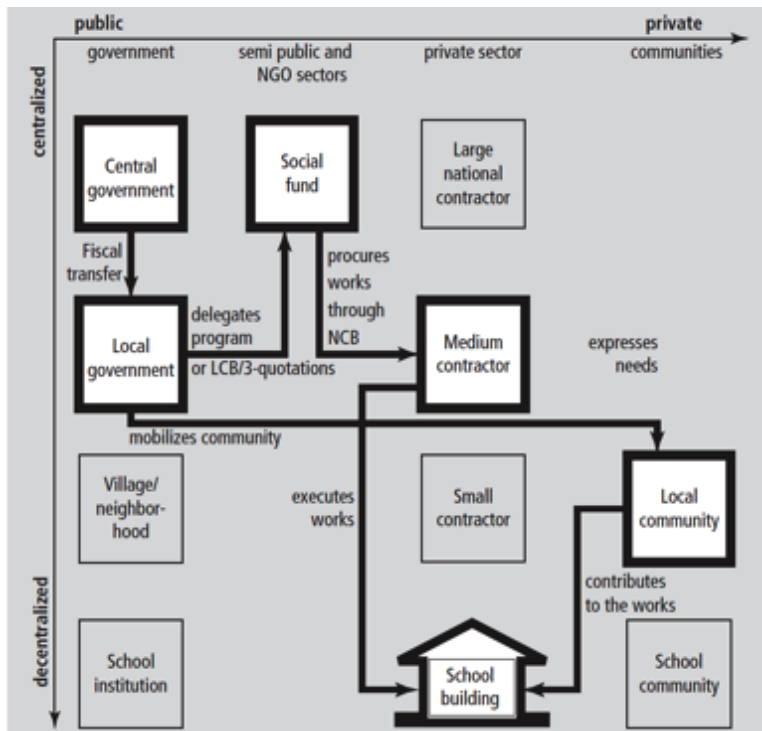 public
private
government
semi public and
NGO sectors
private sector
communities
centralized
decentralized
Central
government
Social
fund
Large
national
contractor
Fiscal
transfer
procures
works
through
NCB
delegates
program
or LCB/3-quotations
Local
government
Medium
contractor
expresses
needs
mobilizes community
Village/
neighbor-
hood
executes
works
Small
contractor
Local
community
contributes
to the works
School
institution
School
building
School
community